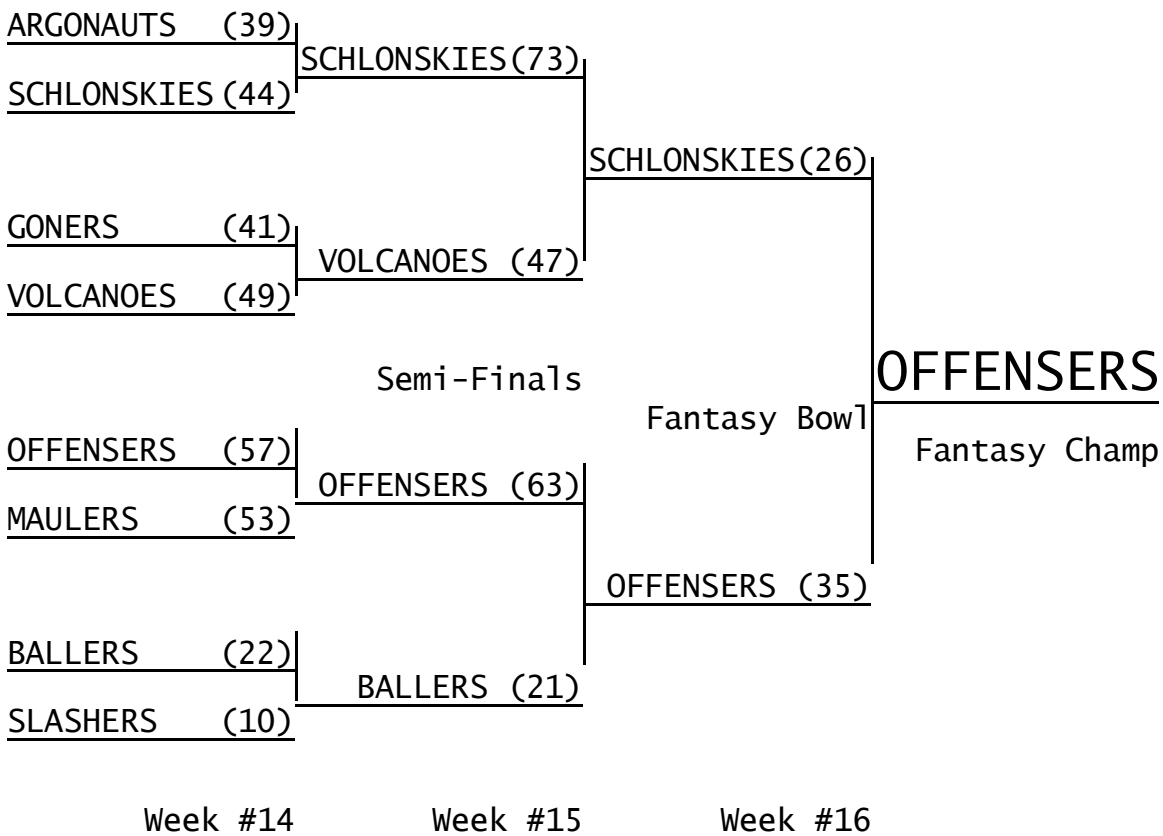 ARGONAUTS (39)
SCHLONSKIES(73)
SCHLONSKIES (44)
SCHLONSKIES(26)
GONERS (41)
VOLCANOES (47)
VOLCANOES (49)
OFFENSERS
Semi-Finals
Fantasy Bowl
OFFENSERS (57)
Fantasy Champ
OFFENSERS (63)
MAULERS (53)
OFFENSERS (35)
BALLERS (22)
BALLERS (21)
SLASHERS (10)
Week #14 Week #15 Week #16